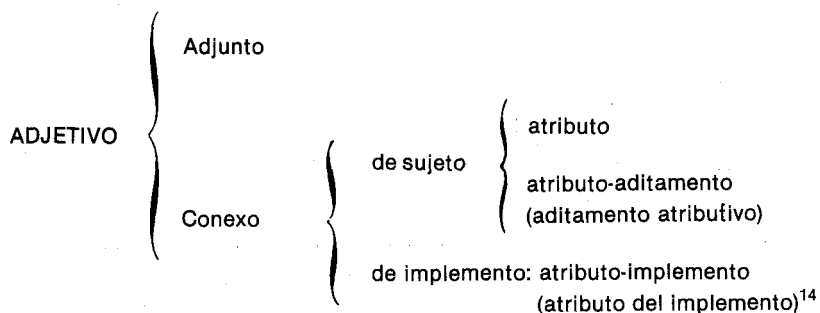 Adjunto
ADJETIVO
Conexo
de sujeto
atributo
atributo-aditamento
(aditamento atributivo)
de implemento: atributo-implemento
(atributo del implemento)14